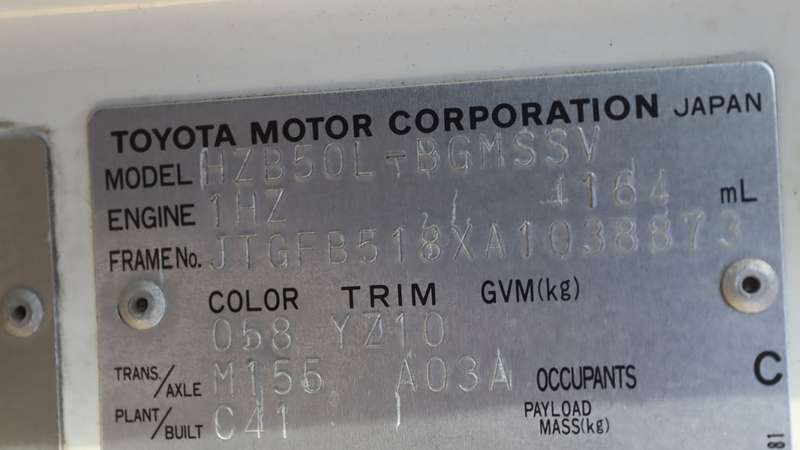 TOYOTA MOTOR CORPORATION JAPAN
MODEL HZB50L-BGMSSV
ENGINE 1HZ / 4164 mL
FRAME No. JTGFB518XA1038873
COLOR TRIM GVM(kg)
058 YZ10
TRANS./AXLE M155 A03A OCCUPANTS C
PLANT/BUILT C41 / PAYLOAD MASS(kg)
81